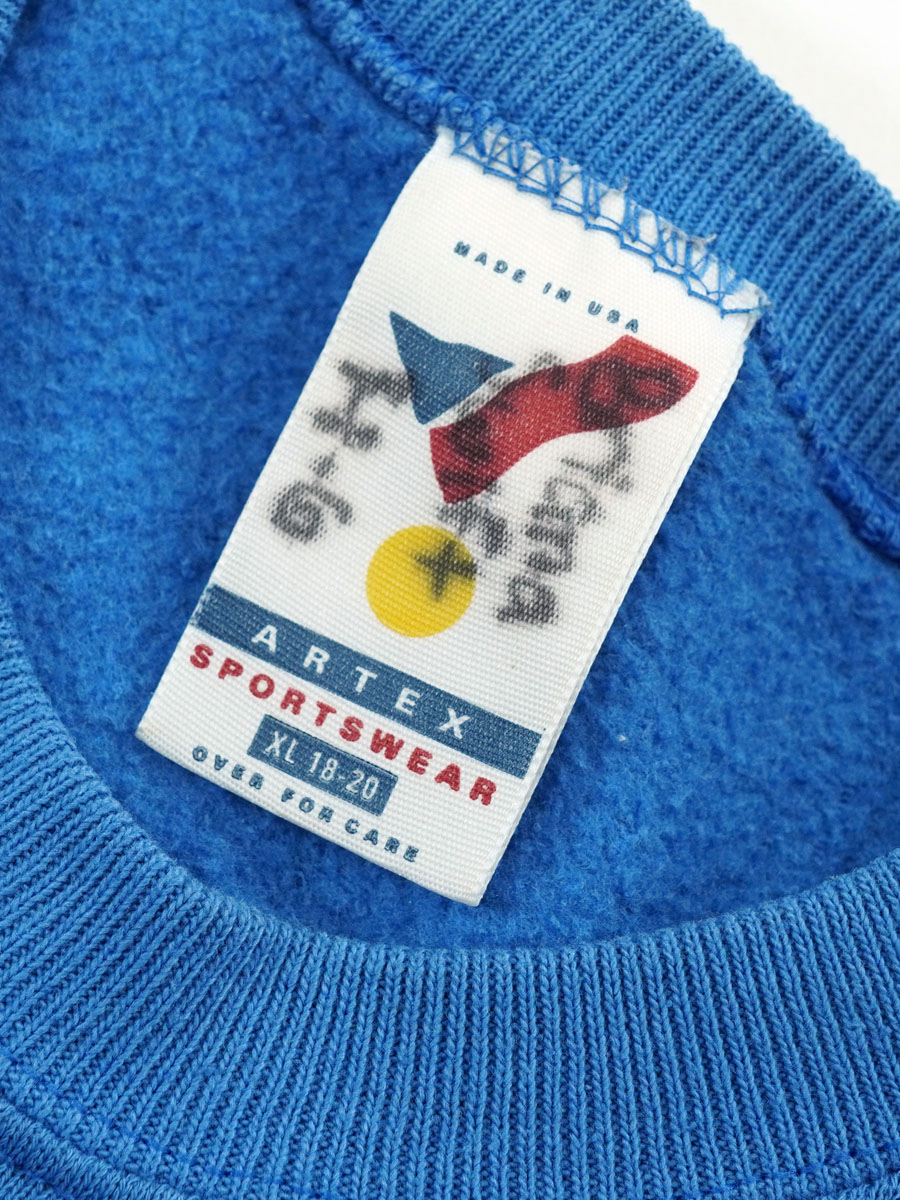 MADE IN USA
ARTEX
SPORTSWEAR
XL 18-20
OVER FOR CARE